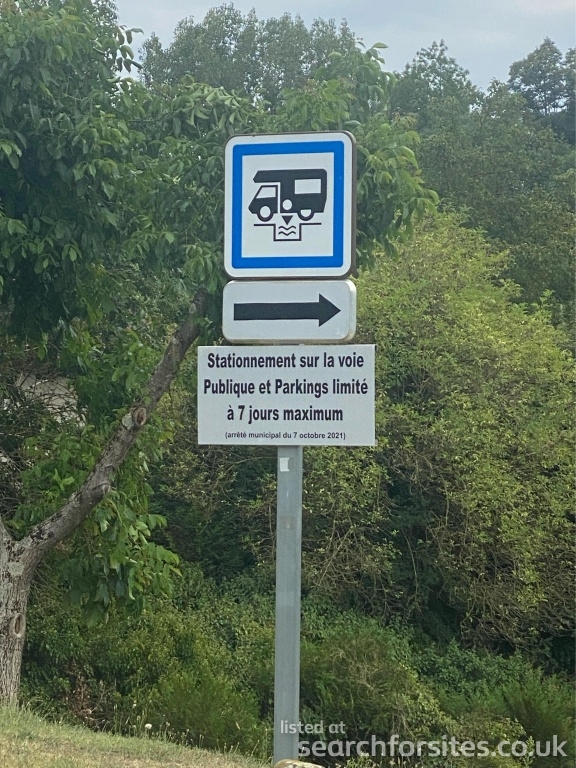 Stationnement sur la voie
Publique et Parkings limité
à 7 jours maximum
(arrêté municipal du 7 octobre 2021)
listed at
searchforsites.co.uk